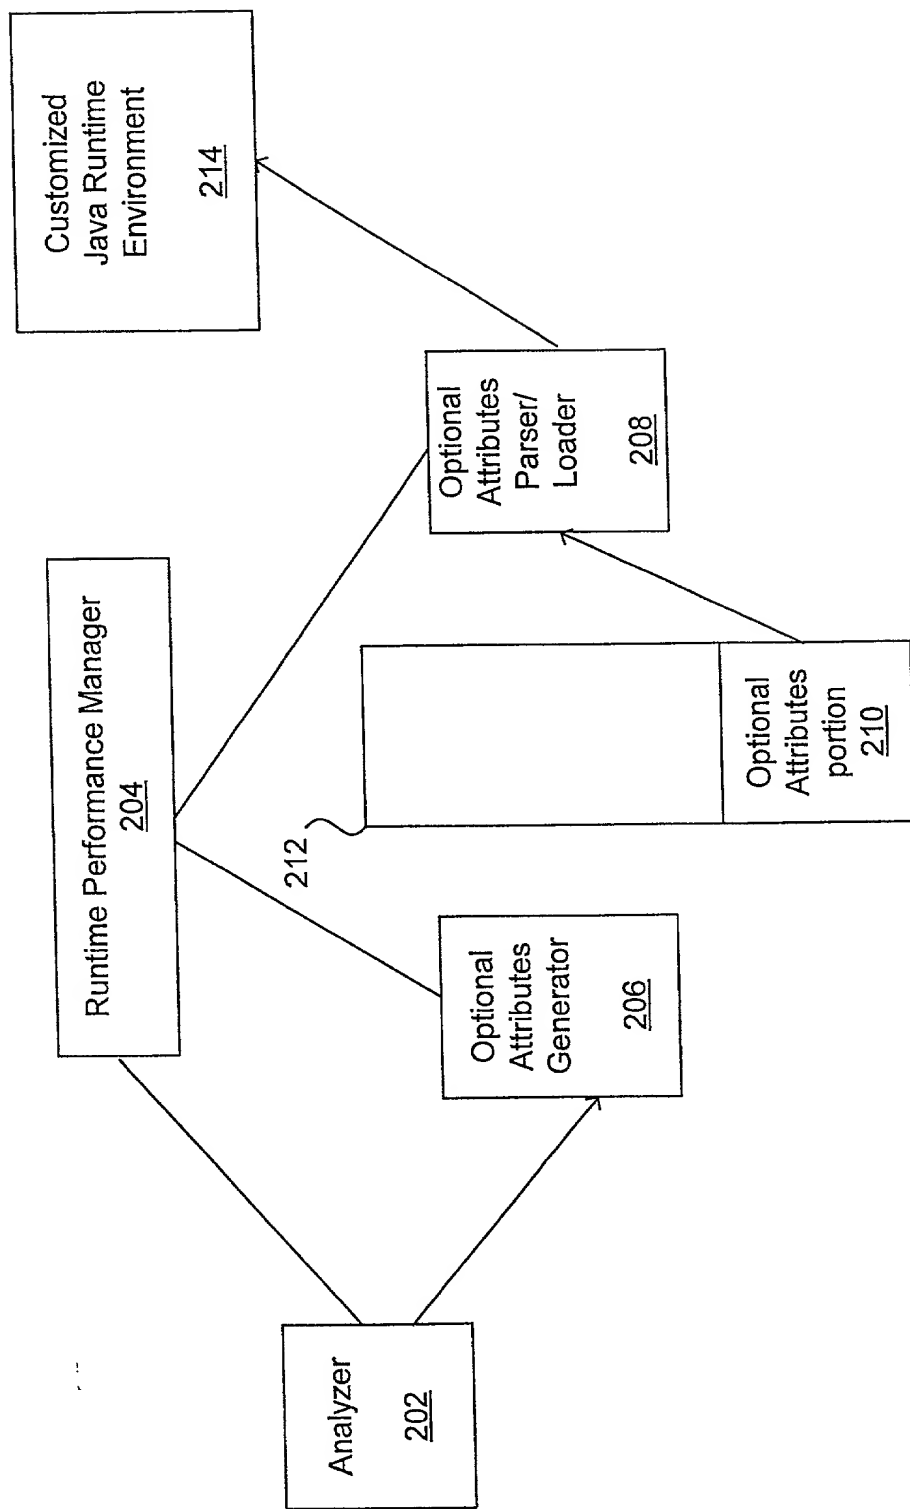 Customized
Java Runtime
Environment
214
Runtime Performance Manager
204
Optional
Attributes
Parser/
Loader
208
212
Optional
Attributes
portion
210
Optional
Attributes
Generator
206
Analyzer
202